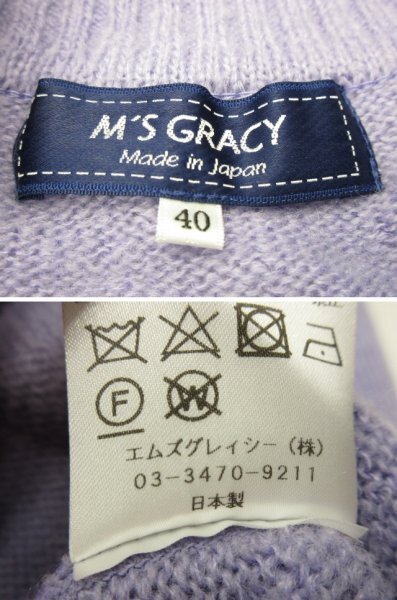 M'S GRACY
Made in Japan
40
F W
エムズグレイシー(株)
03-3470-9211
日本製